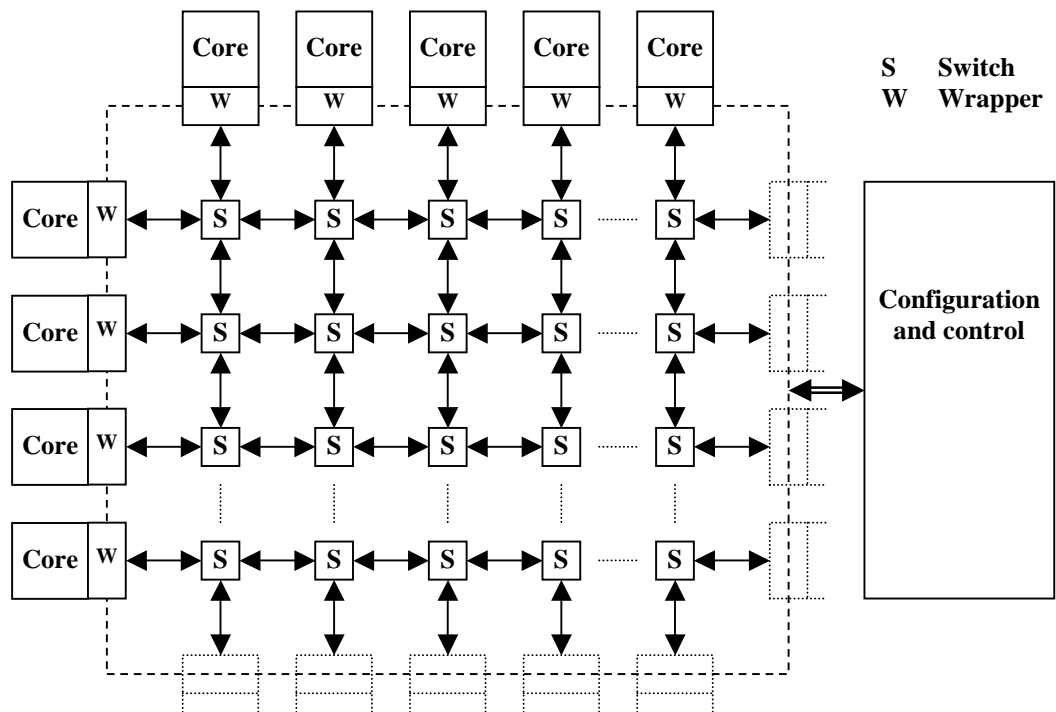 Core Core Core Core Core
S Switch
W W W W W
W Wrapper
Core W
S S S S S
Configuration
and control
Core W
S S S S S
Core W
S S S S S
Core W
S S S S S